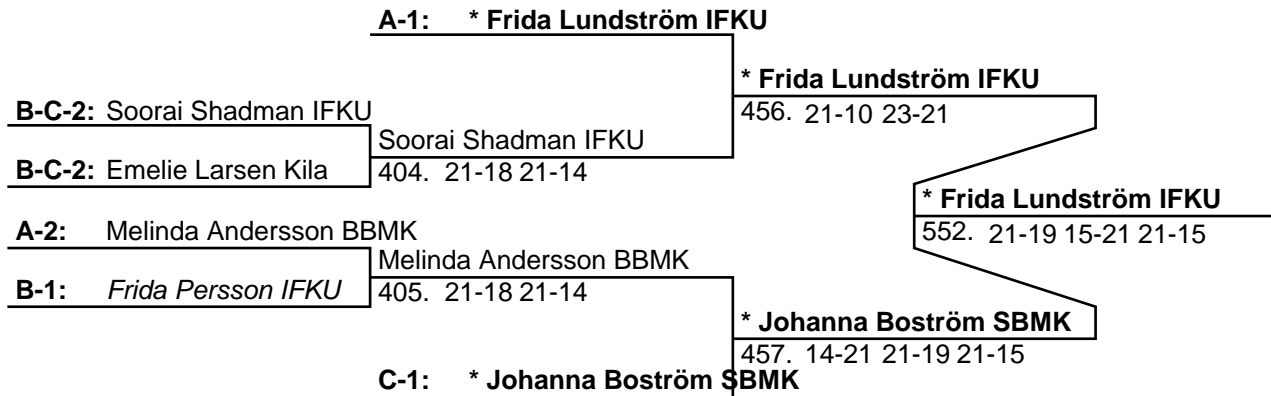 A-1: * Frida Lundström IFKU
* Frida Lundström IFKU
B-C-2: Soorai Shadman IFKU
456. 21-10 23-21
Soorai Shadman IFKU
B-C-2: Emelie Larsen Kila
404. 21-18 21-14
* Frida Lundström IFKU
A-2: Melinda Andersson BBMK
552. 21-19 15-21 21-15
Melinda Andersson BBMK
B-1: Frida Persson IFKU
405. 21-18 21-14
* Johanna Boström SBMK
457. 14-21 21-19 21-15
C-1: * Johanna Boström SBMK